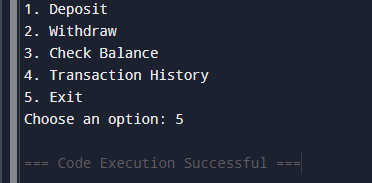 1. Deposit
2. Withdraw
3. Check Balance
4. Transaction History
5. Exit
Choose an option: 5
=== Code Execution Successful ===